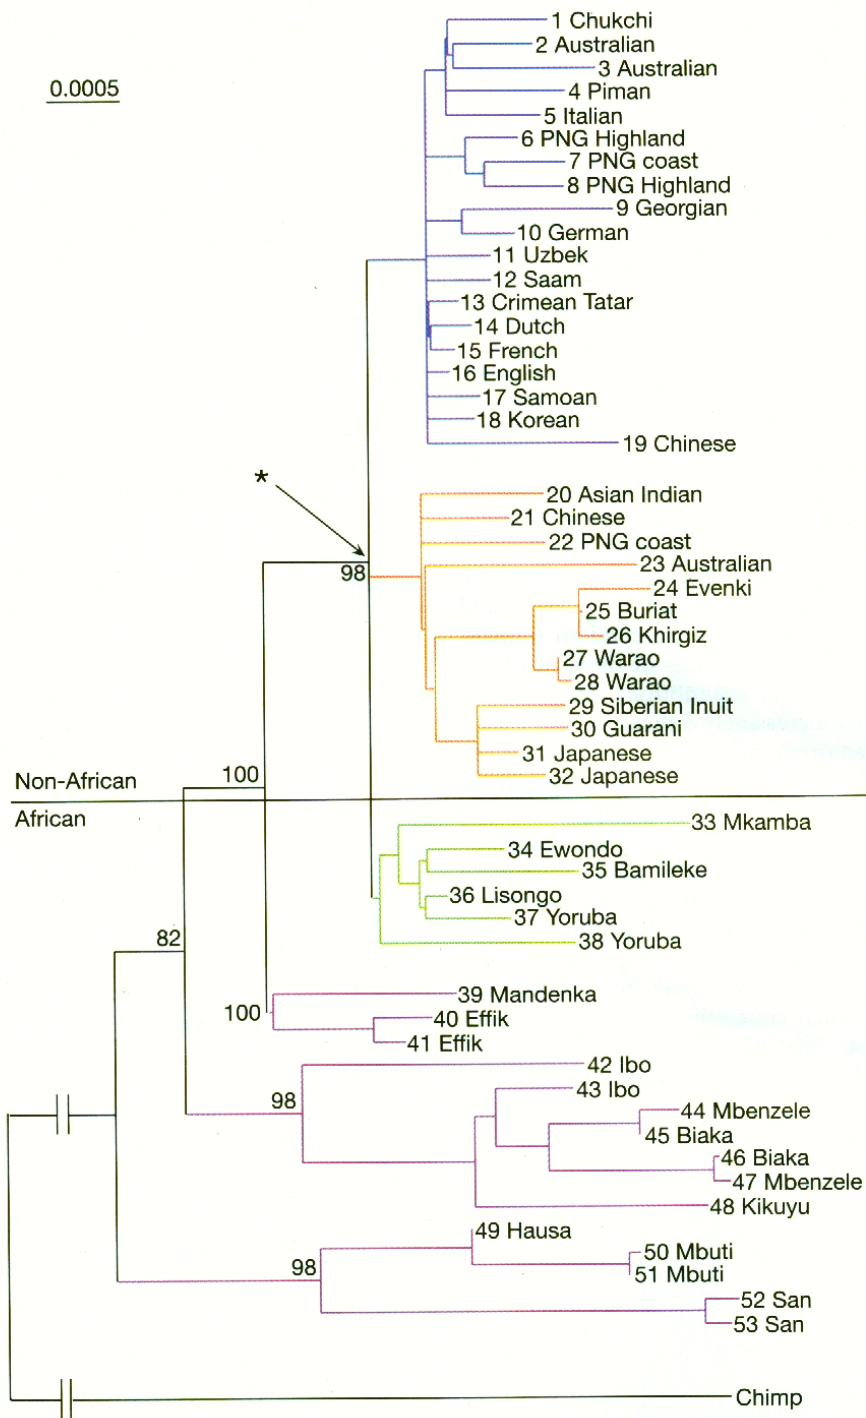 1 Chukchi
0.0005
2 Australian
3 Australian
4 Piman
5 Italian
6 PNG Highland
7 PNG coast
8 PNG Highland
9 Georgian
10 German
11 Uzbek
12 Saam
13 Crimean Tatar
14 Dutch
15 French
16 English
17 Samoan
18 Korean
19 Chinese
*
20 Asian Indian
21 Chinese
22 PNG coast
23 Australian
98
24 Evenki
25 Buriat
26 Khirgiz
27 Warao
28 Warao
29 Siberian Inuit
30 Guarani
31 Japanese
32 Japanese
100
Non-African
African
33 Mkamba
34 Ewondo
35 Bamileke
36 Lisongo
37 Yoruba
38 Yoruba
82
39 Mandenka
100
40 Effik
41 Effik
42 Ibo
43 Ibo
98
44 Mbenzele
45 Biaka
46 Biaka
47 Mbenzele
48 Kikuyu
49 Hausa
50 Mbuti
98
51 Mbuti
52 San
53 San
Chimp